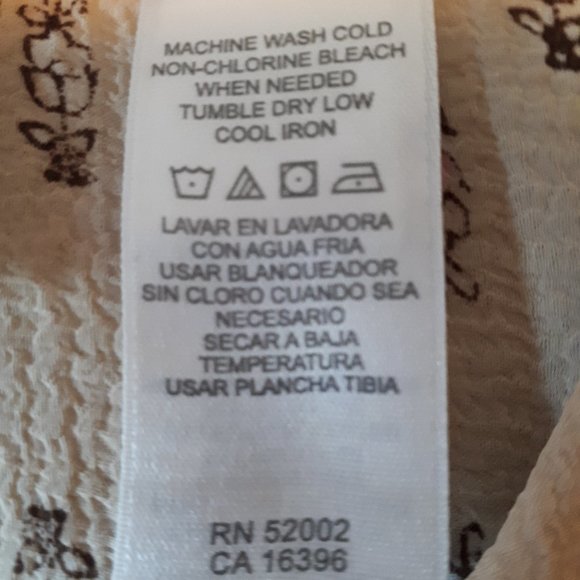 MACHINE WASH COLD
NON-CHLORINE BLEACH
WHEN NEEDED
TUMBLE DRY LOW
COOL IRON
LAVAR EN LAVADORA
CON AGUA FRIA
USAR BLANQUEADOR
SIN CLORO CUANDO SEA
NECESARIO
SECAR A BAJA
TEMPERATURA
USAR PLANCHA TIBIA
RN 52002
CA 16396